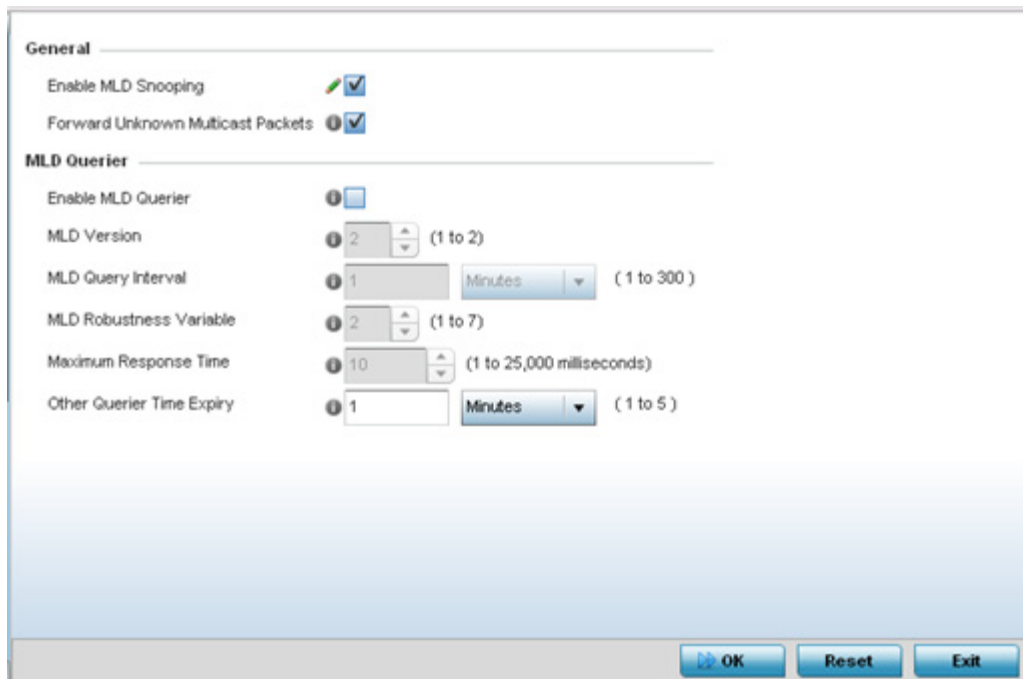 General
Enable MLD Snooping
Forward Unknown Multicast Packets
MLD Querier
Enable MLD Querier
MLD Version 2 (1 to 2)
MLD Query Interval 1 Minutes ( 1 to 300 )
MLD Robustness Variable 2 (1 to 7)
Maximum Response Time 10 (1 to 25,000 milliseconds)
Other Querier Time Expiry 1 Minutes ( 1 to 5 )
OK Reset Exit